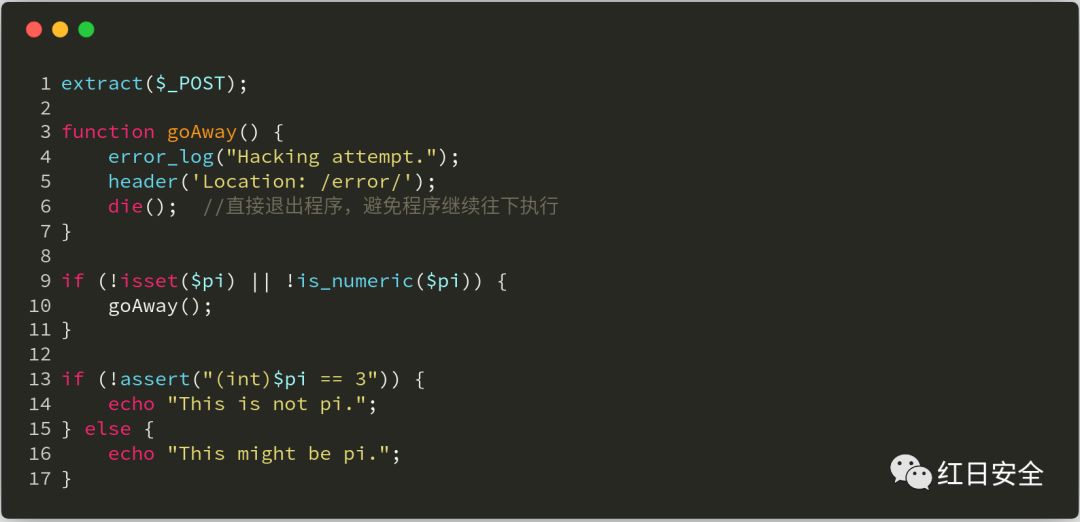 1 extract($_POST);
2
3 function goAway() {
4     error_log("Hacking attempt.");
5     header('Location: /error/');
6     die();  //直接退出程序，避免程序继续往下执行
7 }
8
9 if (!isset($pi) || !is_numeric($pi)) {
10     goAway();
11 }
12
13 if (!assert("(int)$pi == 3")) {
14     echo "This is not pi.";
15 } else {
16     echo "This might be pi.";
17 }
红日安全